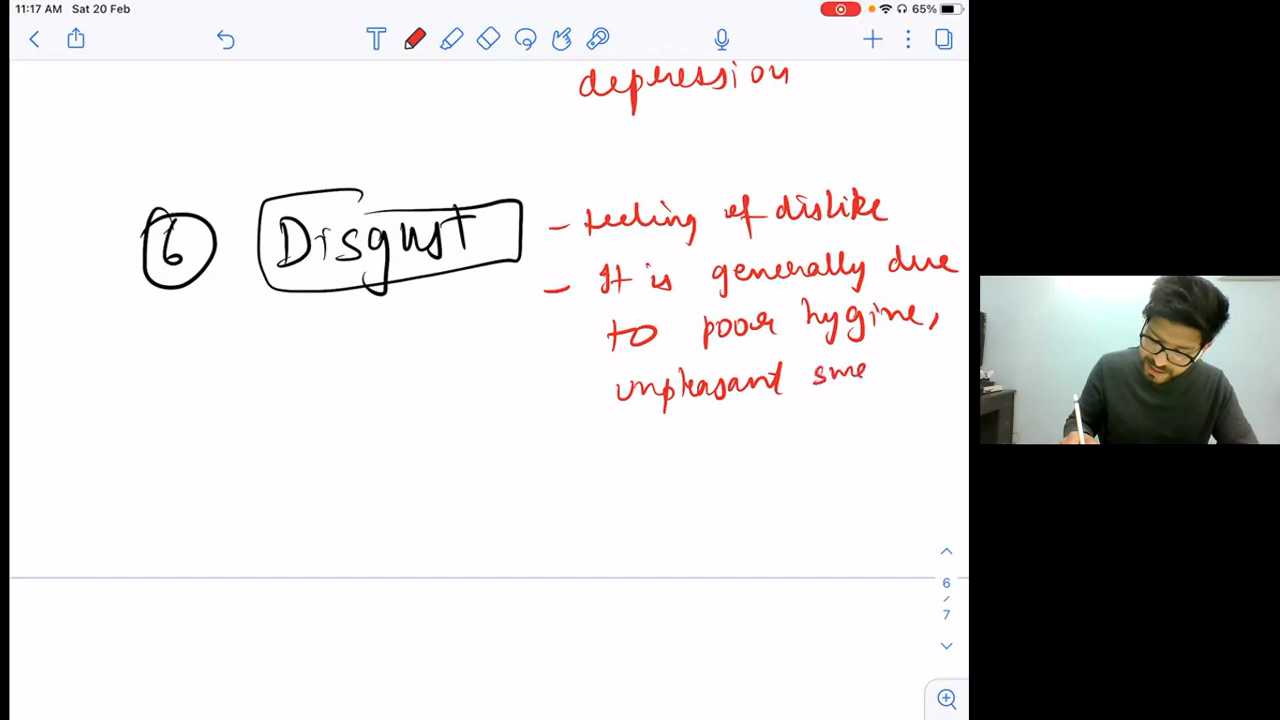 11:17 AM Sat 20 Feb
65%
T
depression
6 Disgust - feeling of dislike
- It is generally due
to poor hygine,
unpleasant sme
6
7